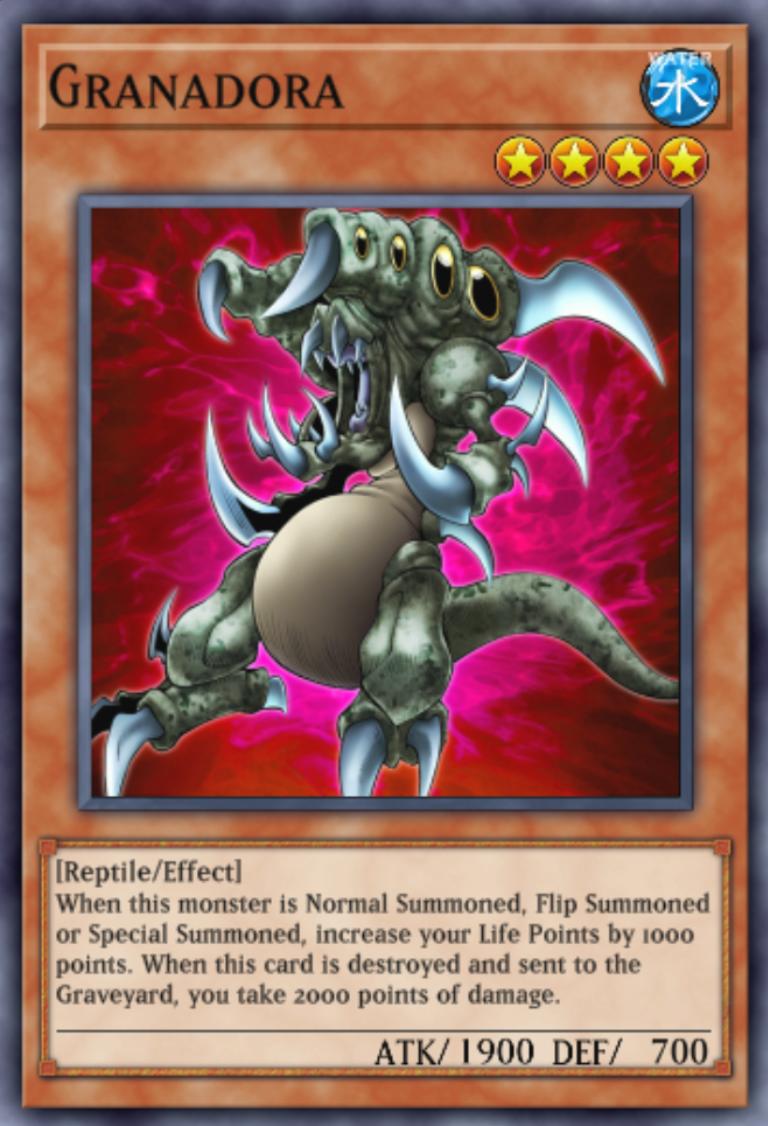 GRANADORA
WATER
水
[Reptile/Effect]
When this monster is Normal Summoned, Flip Summoned
or Special Summoned, increase your Life Points by 1000
points. When this card is destroyed and sent to the
Graveyard, you take 2000 points of damage.
ATK/ 1900 DEF/ 700